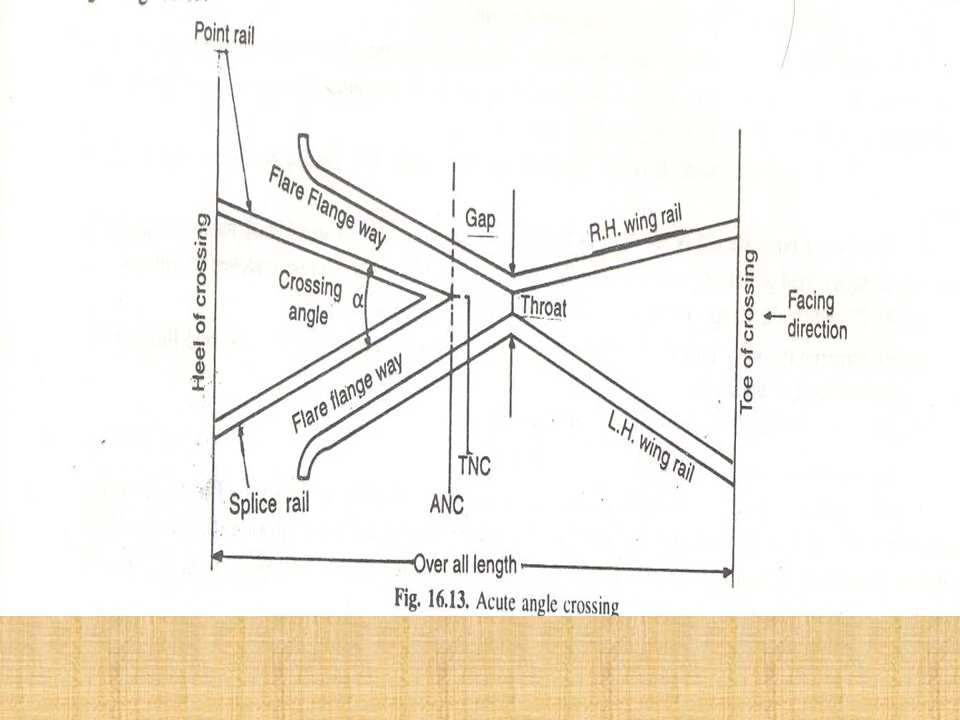 Point rail
Flare Flange way
Gap
R.H. wing rail
Heel of crossing
Crossing
angle
α
Throat
Toe of crossing
Facing
direction
Flare flange way
L.H. wing rail
TNC
Splice rail
ANC
Over all length
Fig. 16.13. Acute angle crossing